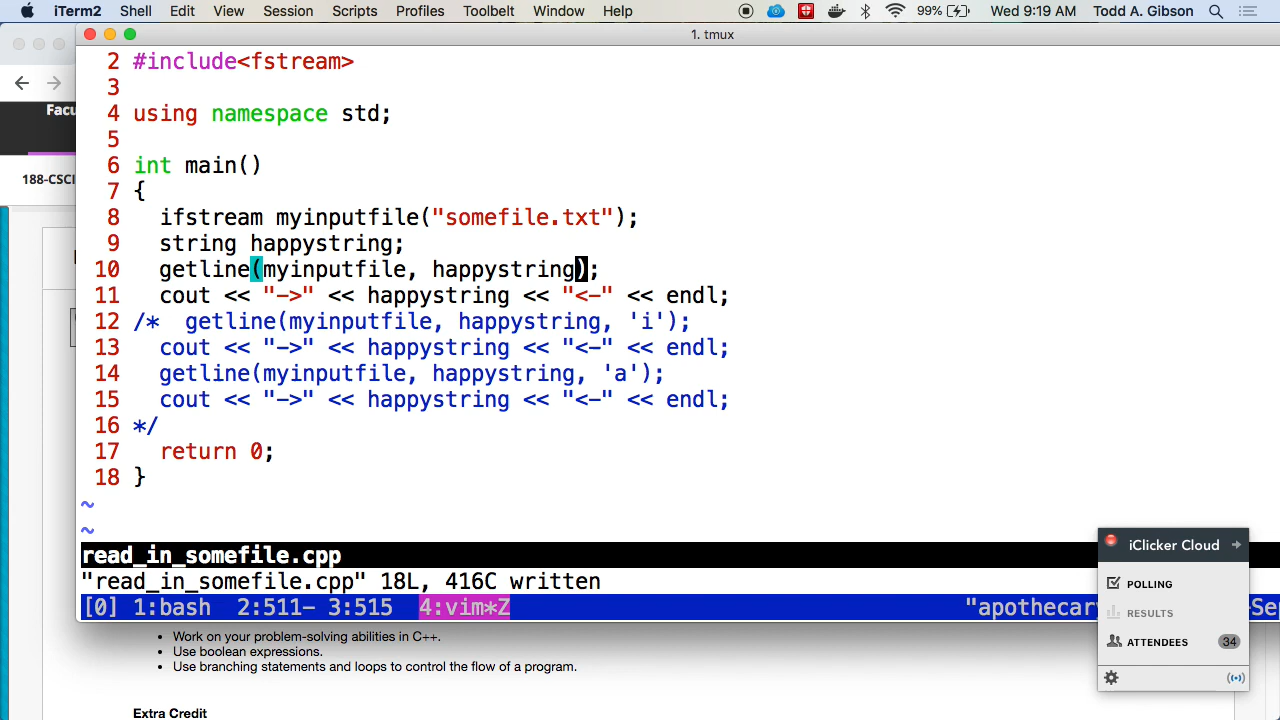 iTerm2 Shell Edit View Session Scripts Profiles Toolbelt Window Help 99% Wed 9:19 AM Todd A. Gibson
1. tmux
Facu
188-CSCI
2 #include<fstream>
3
4 using namespace std;
5
6 int main()
7 {
8 ifstream myinputfile("somefile.txt");
9 string happystring;
10 getline(myinputfile, happystring);
11 cout << "->" << happystring << "<-" << endl;
12 /* getline(myinputfile, happystring, 'i');
13 cout << "->" << happystring << "<-" << endl;
14 getline(myinputfile, happystring, 'a');
15 cout << "->" << happystring << "<-" << endl;
16 */
17 return 0;
18 }
~
~
read_in_somefile.cpp
"read_in_somefile.cpp" 18L, 416C written
[0] 1:bash 2:511- 3:515 4:vim*Z "apothecary -Ser
iClicker Cloud
POLLING
RESULTS
ATTENDEES 34
• Work on your problem-solving abilities in C++.
• Use boolean expressions.
• Use branching statements and loops to control the flow of a program.
Extra Credit